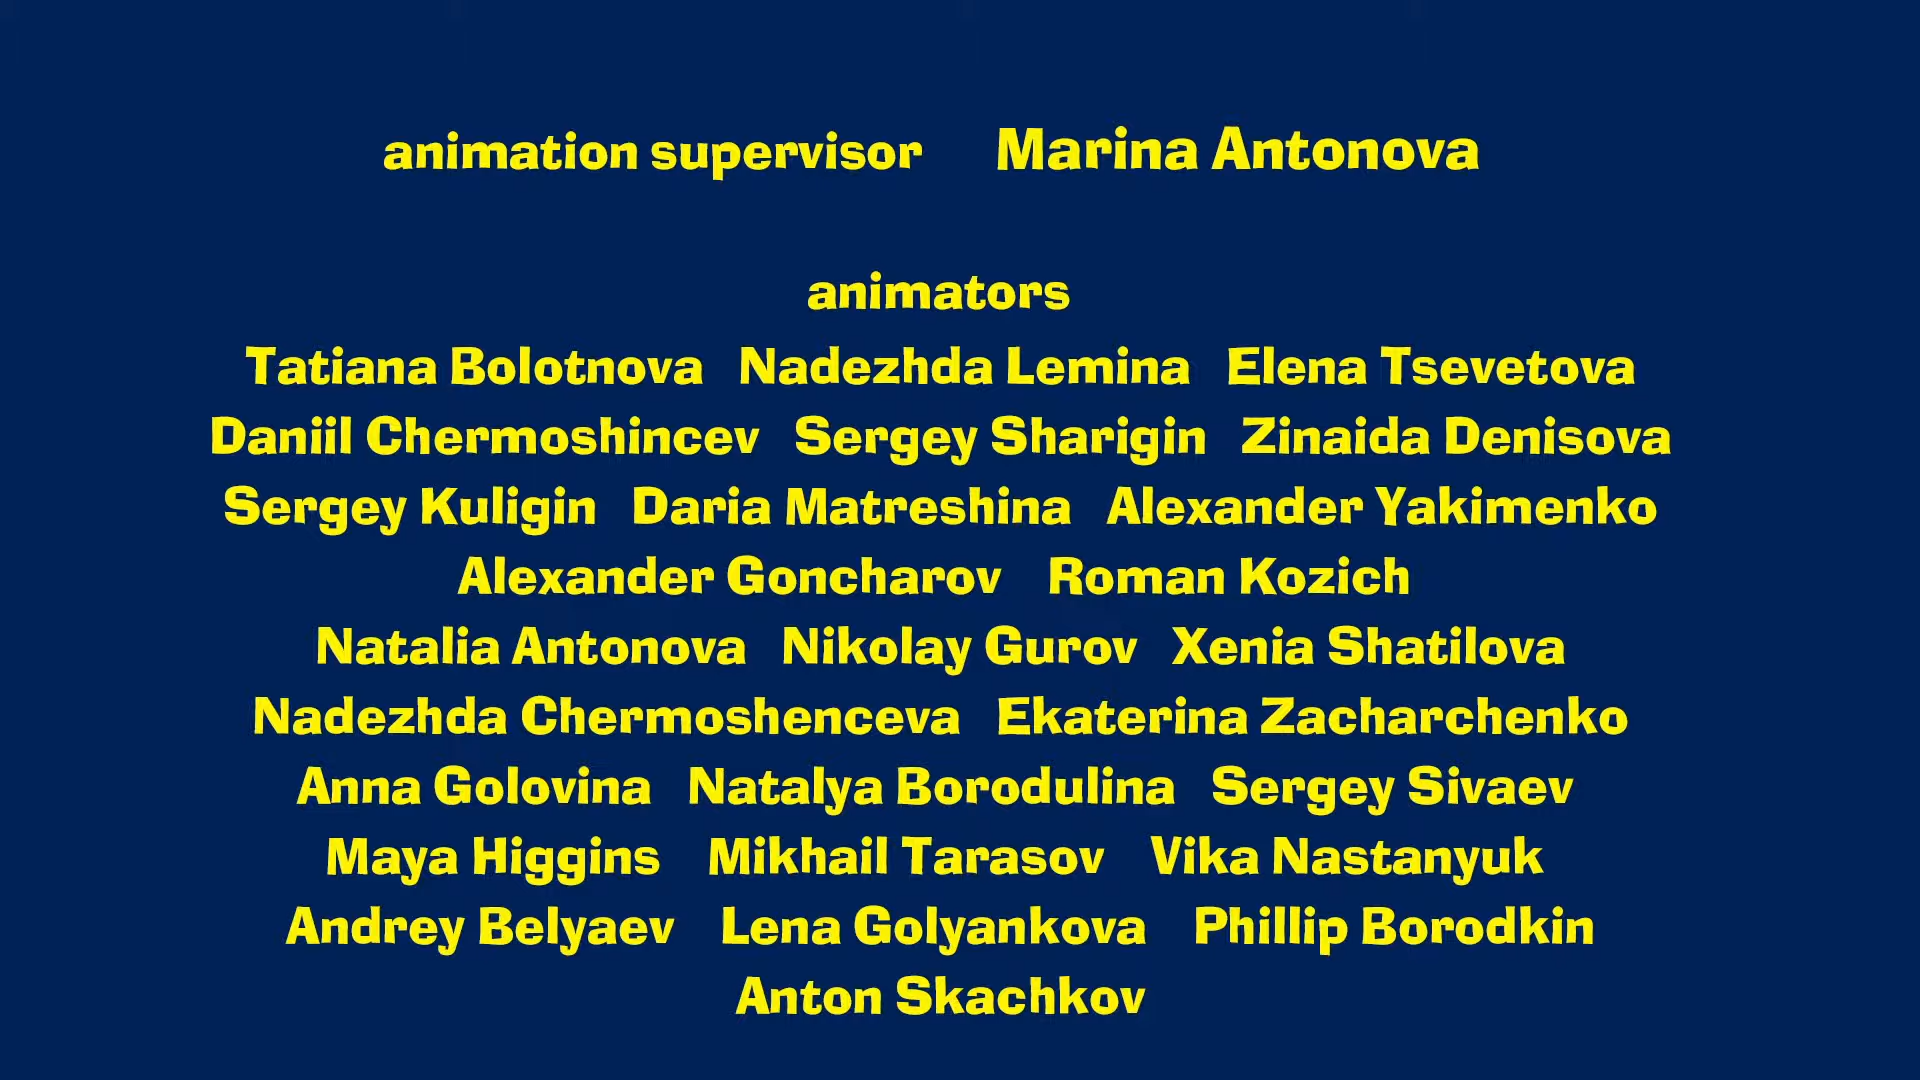 animation supervisor Marina Antonova
animators
Tatiana Bolotnova Nadezhda Lemina Elena Tsevetova
Daniil Chermoshincev Sergey Sharigin Zinaida Denisova
Sergey Kuligin Daria Matreshina Alexander Yakimenko
Alexander Goncharov Roman Kozich
Natalia Antonova Nikolay Gurov Xenia Shatilova
Nadezhda Chermoshenceva Ekaterina Zacharchenko
Anna Golovina Natalya Borodulina Sergey Sivaev
Maya Higgins Mikhail Tarasov Vika Nastanyuk
Andrey Belyaev Lena Golyankova Phillip Borodkin
Anton Skachkov